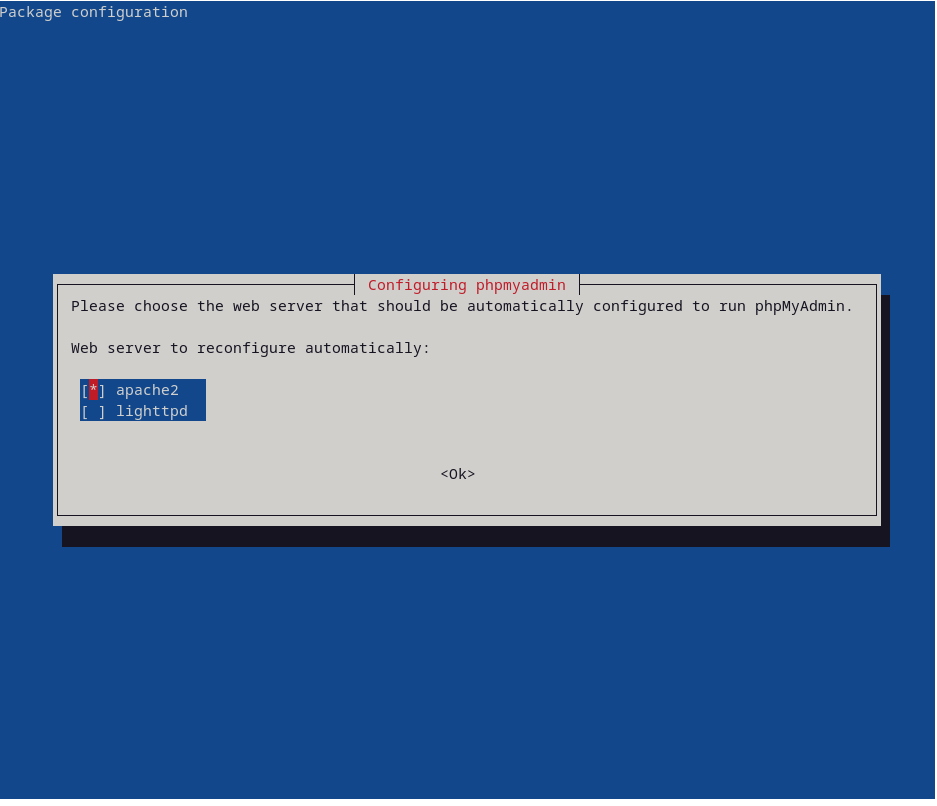 Package configuration
Configuring phpmyadmin
Please choose the web server that should be automatically configured to run phpMyAdmin.
Web server to reconfigure automatically:
[*] apache2
[ ] lighttpd
<Ok>